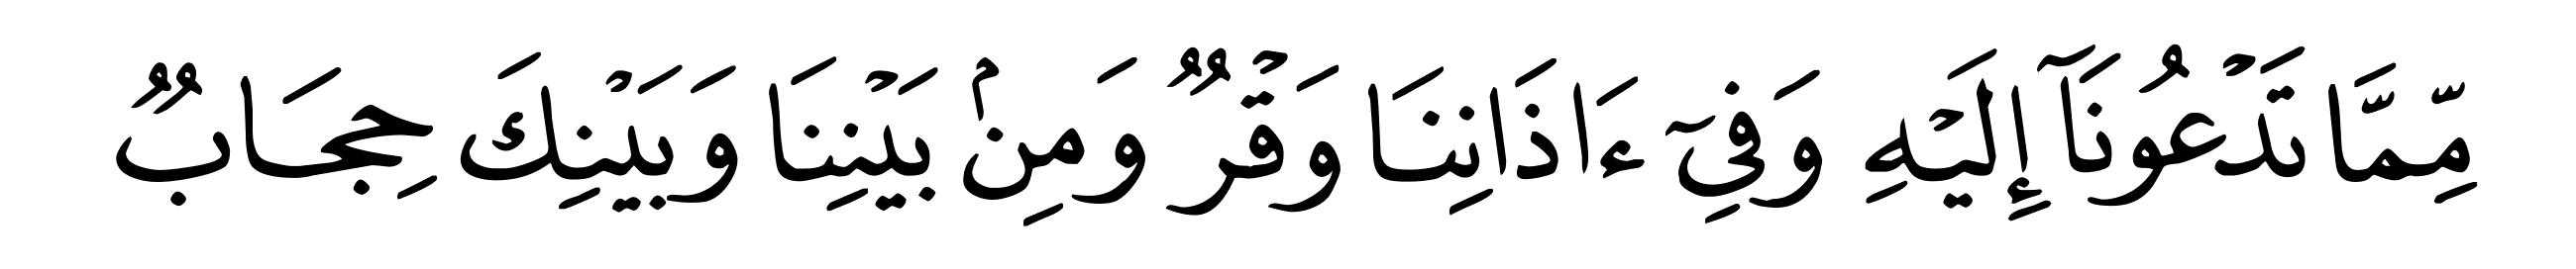 مِّمَّا تَدْعُونَآ إِلَيْهِ وَفِىٓ ءَاذَانِنَا وَقْرٌ وَمِنۢ بَيْنِنَا وَبَيْنِكَ حِجَابٌ